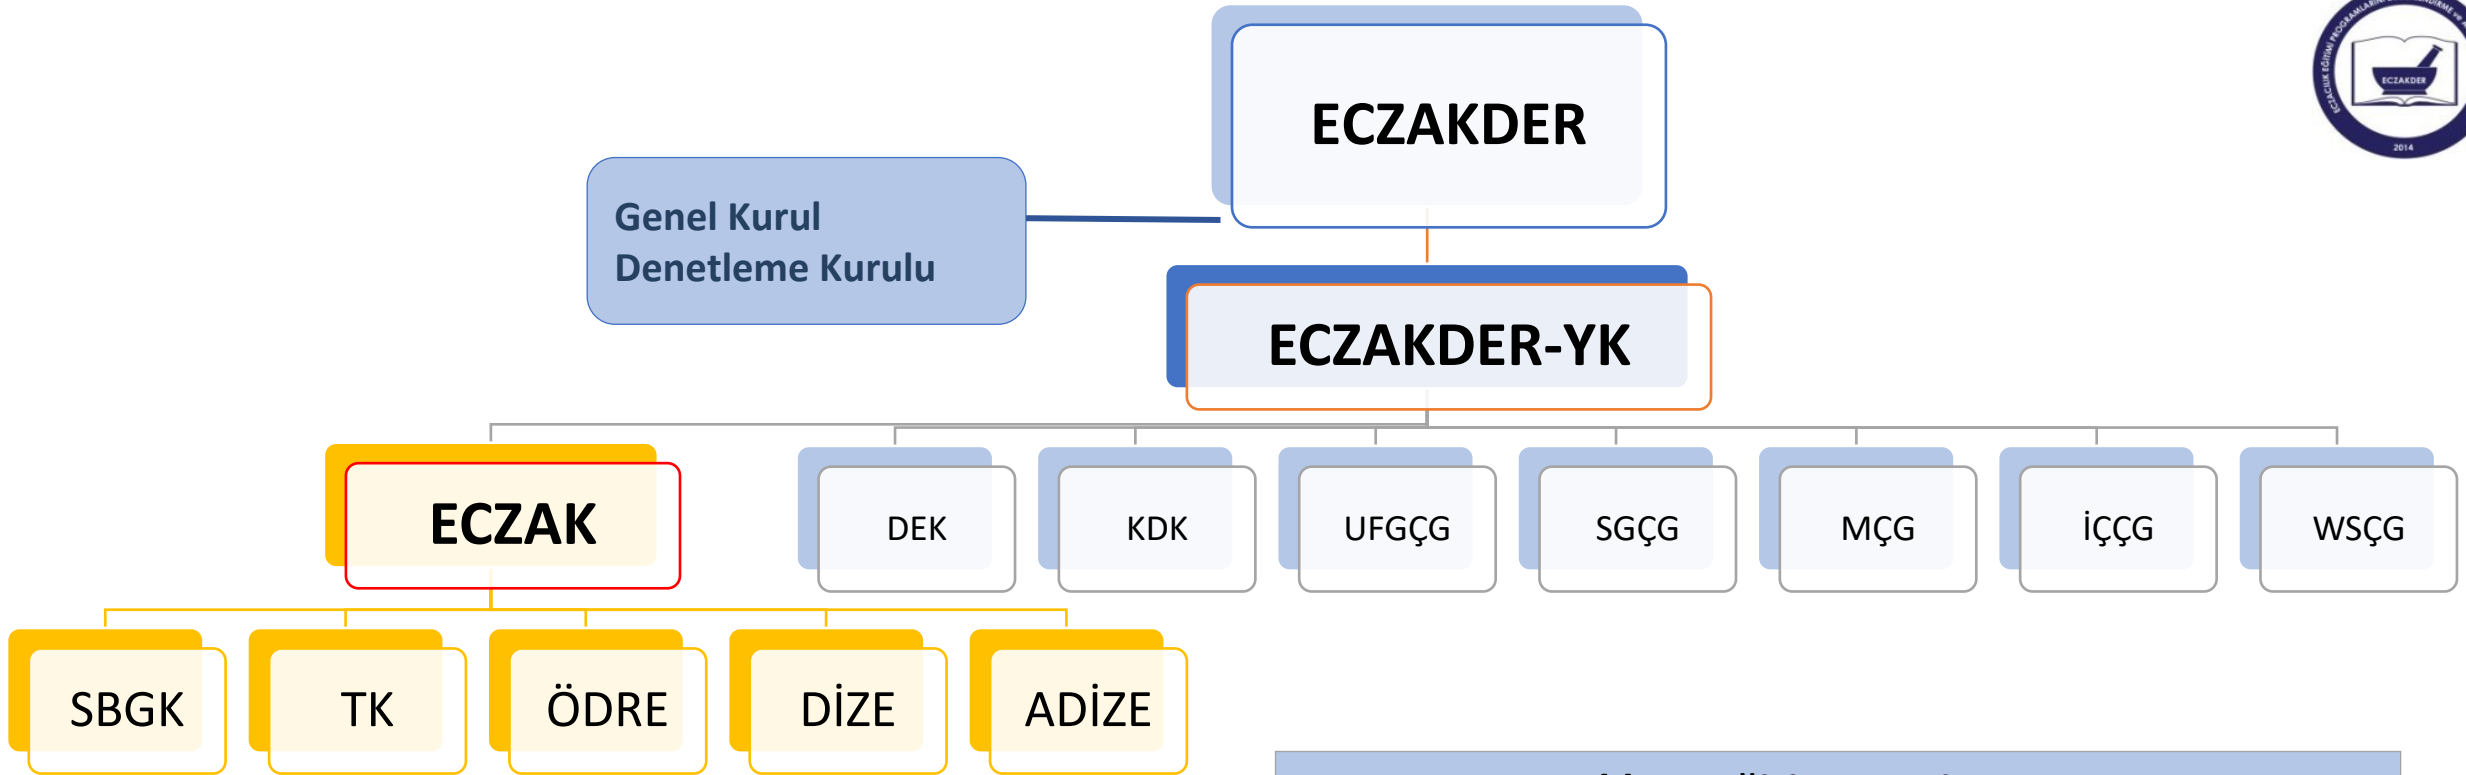 ECZAKDER
ECZAKDER
2014
Genel Kurul
Denetleme Kurulu
ECZAKDER-YK
ECZAK
DEK
KDK
UFGÇG
SGÇG
MÇG
İÇÇG
WSÇG
SBGK
TK
ÖDRE
DİZE
ADİZE